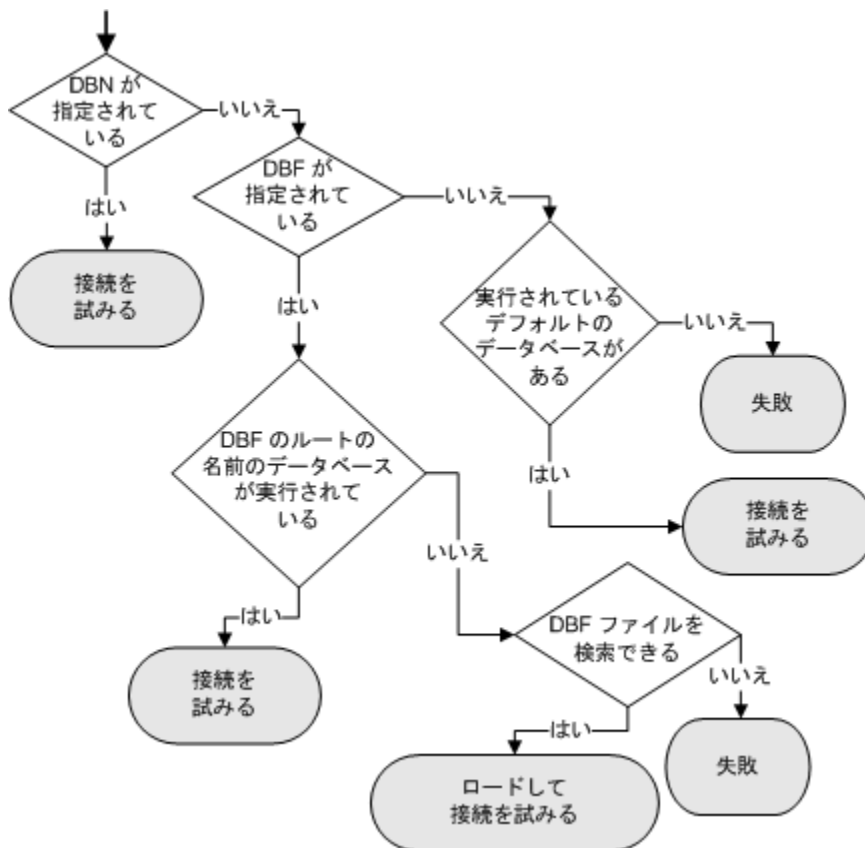 DBN が
指定されて
いる
いいえ
はい
接続を
試みる
DBF が
指定されて
いる
いいえ
はい
実行されている
デフォルトの
データベースが
ある
いいえ
失敗
はい
接続を
試みる
DBF のルートの
名前のデータベース
が実行されて
いる
いいえ
はい
接続を
試みる
DBF ファイルを
検索できる
いいえ
失敗
はい
ロードして
接続を試みる